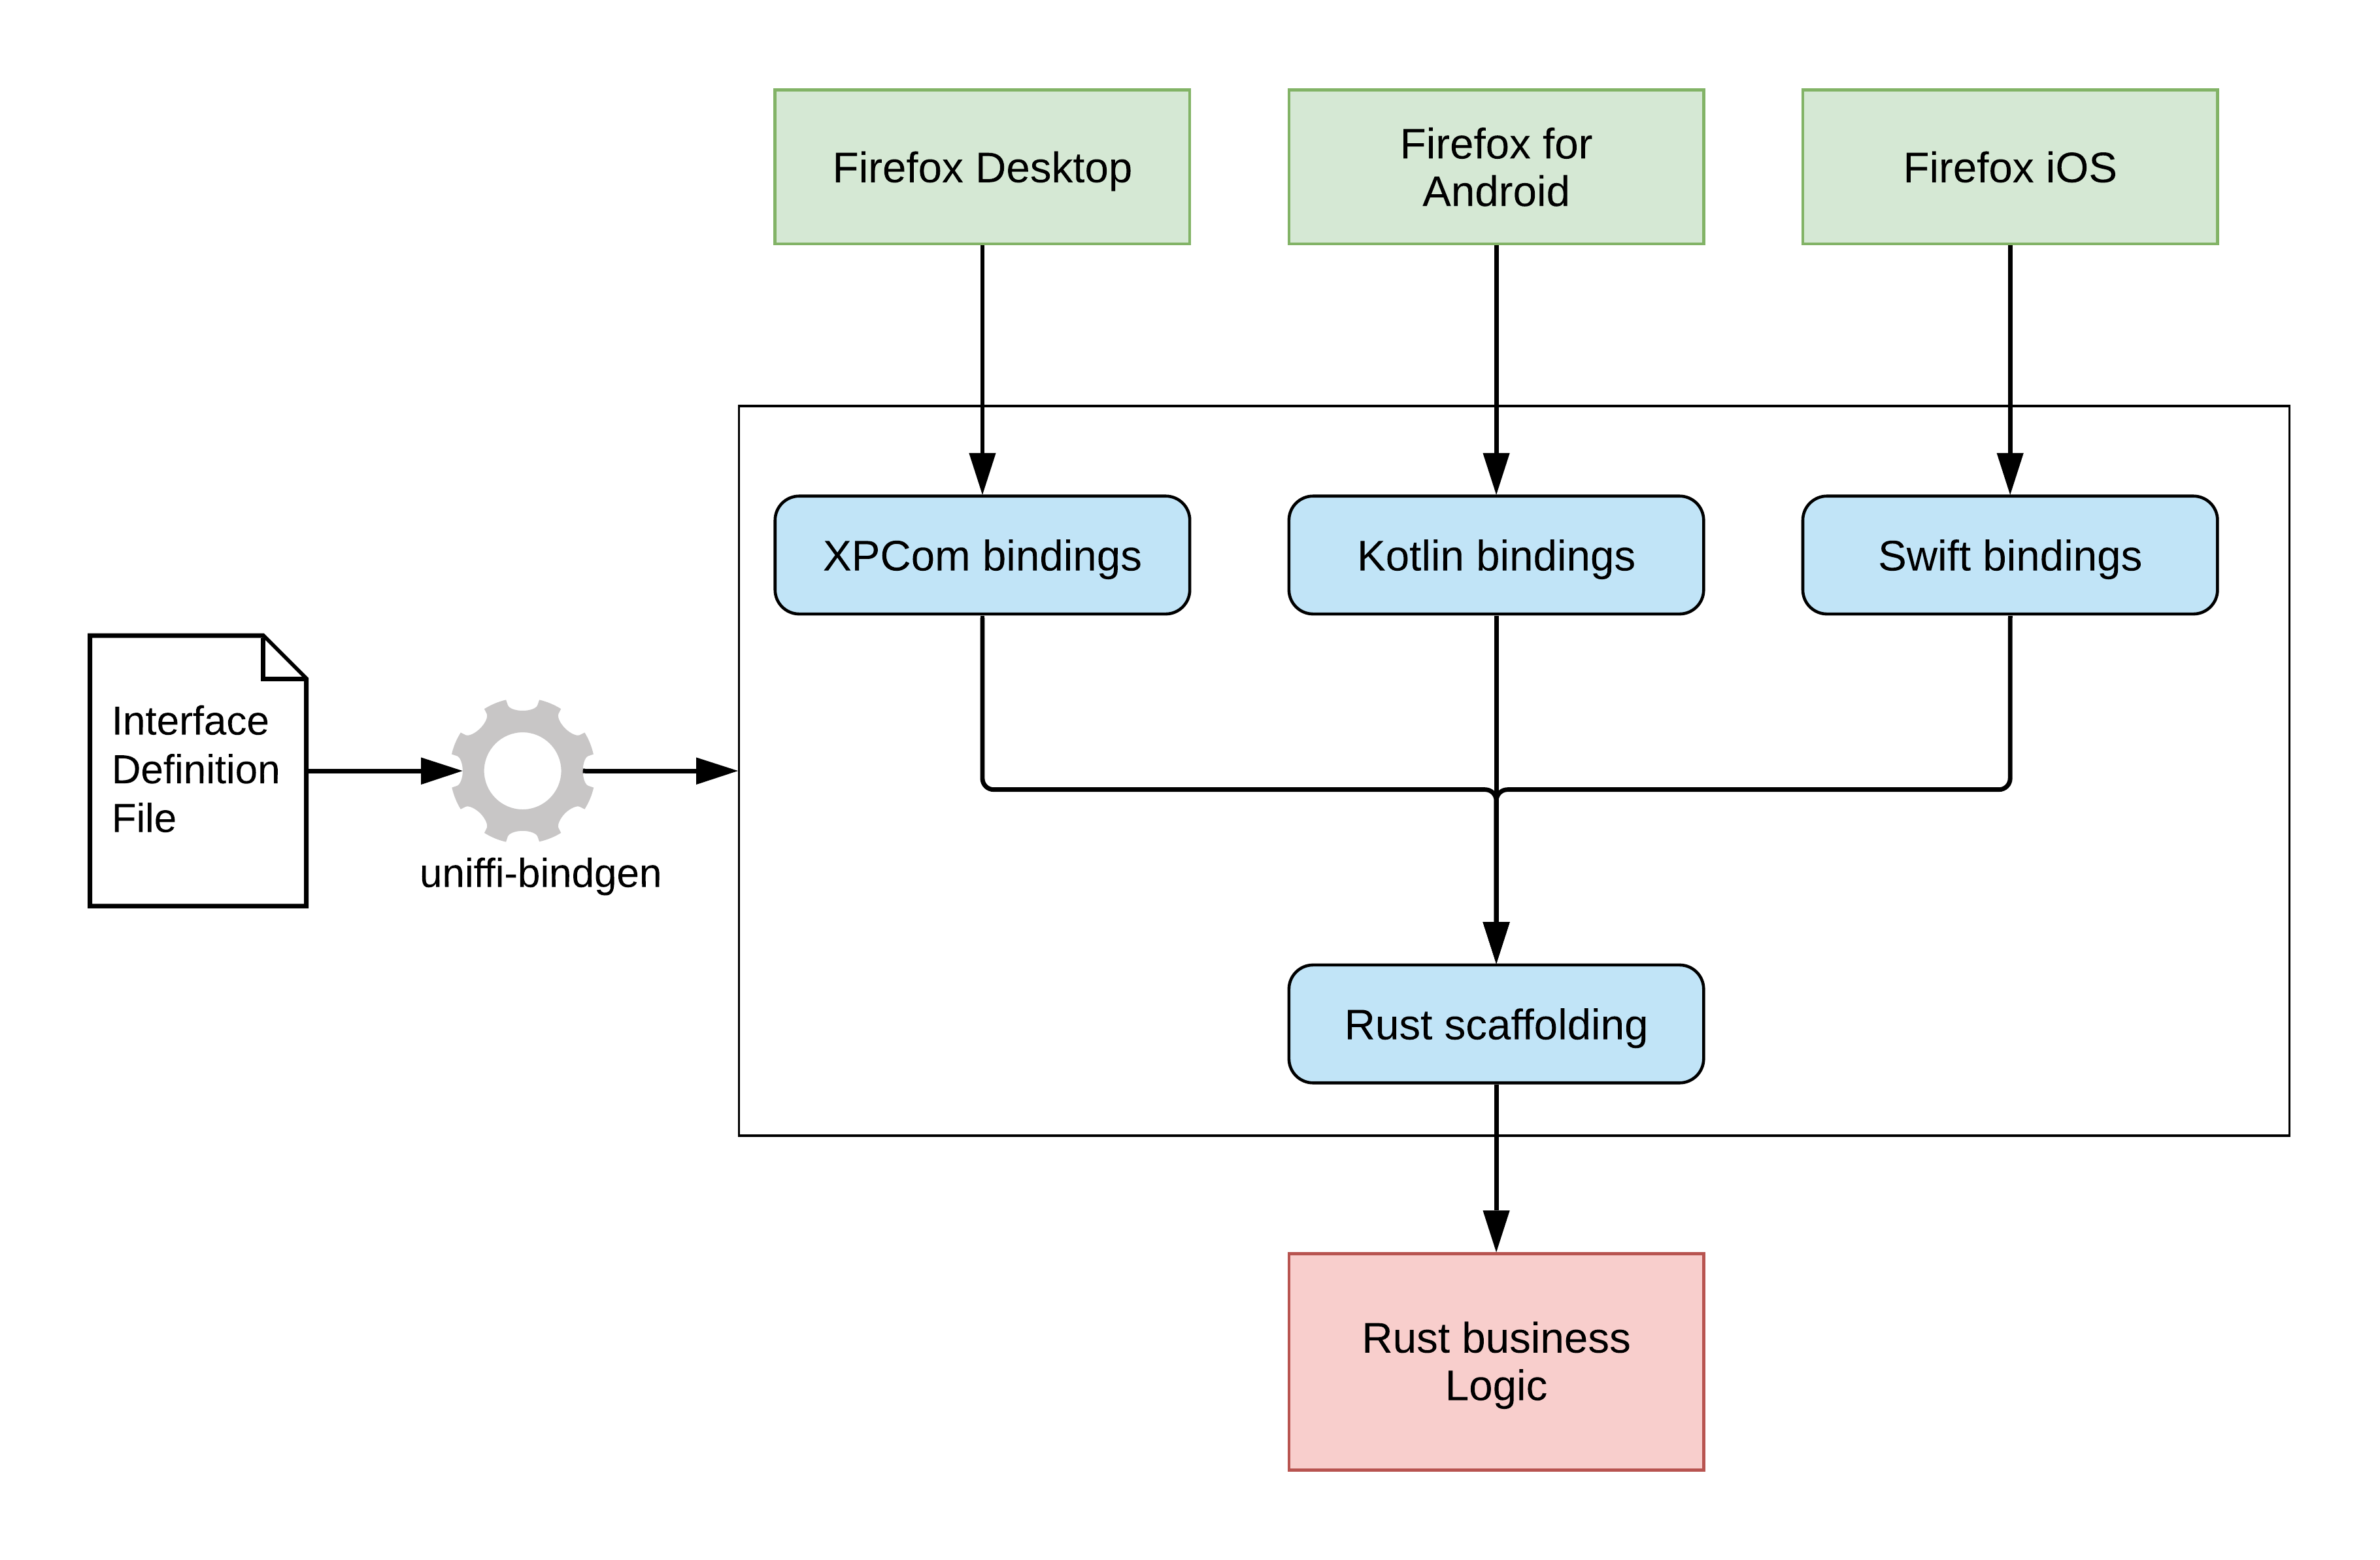 Firefox Desktop
Firefox for
Android
Firefox iOS
XPCom bindings
Kotlin bindings
Swift bindings
Interface
Definition
File
uniffi-bindgen
Rust scaffolding
Rust business
Logic